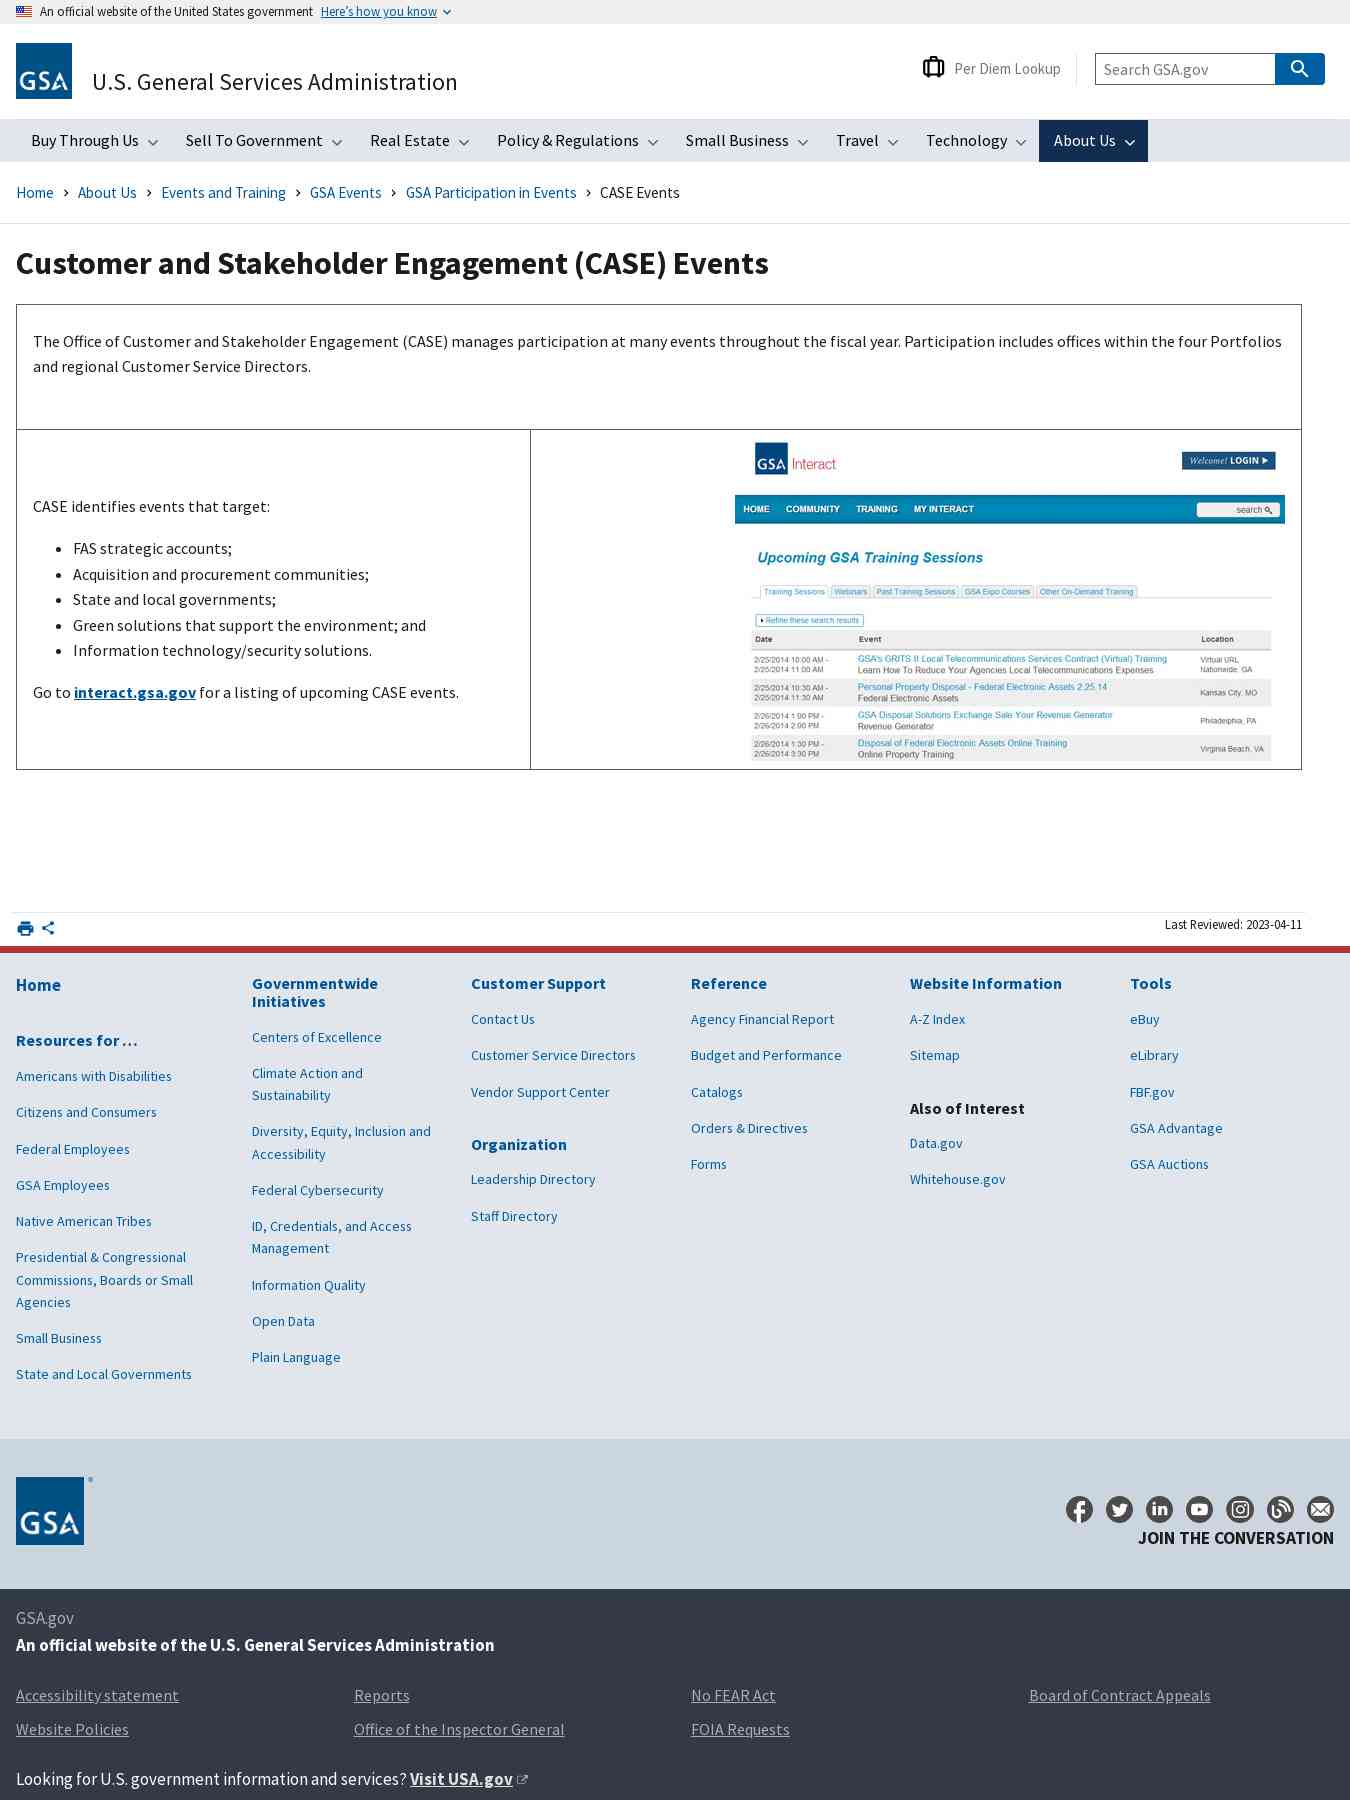 An official website of the United States government Here's how you know
GSA
U.S. General Services Administration
Per Diem Lookup
Search GSA.gov
Buy Through Us Sell To Government Real Estate Policy & Regulations Small Business Travel Technology About Us
Home About Us Events and Training GSA Events GSA Participation in Events CASE Events
Customer and Stakeholder Engagement (CASE) Events
The Office of Customer and Stakeholder Engagement (CASE) manages participation at many events throughout the fiscal year. Participation includes offices within the four Portfolios
and regional Customer Service Directors.
CASE identifies events that target:
FAS strategic accounts;
Acquisition and procurement communities;
State and local governments;
Green solutions that support the environment; and
Information technology/security solutions.
Go to interact.gsa.gov for a listing of upcoming CASE events.
GSA Interact
Welcome! LOGIN
HOME COMMUNITY TRAINING MY INTERACT search
Upcoming GSA Training Sessions
Training Sessions Webinars Past Training Sessions GSA Expo Courses Other On-Demand Training
Refine these search results
Date Event Location
2/25/2014 10:00 AM - GSA's GRITS II Local Telecommunications Services Contract (Virtual) Training Virtual URL
2/25/2014 11:00 AM Learn How To Reduce Your Agencies Local Telecommunications Expenses Nationwide, GA
2/25/2014 10:30 AM - Personal Property Disposal - Federal Electronic Assets 2.25.14 Kansas City, MO
2/25/2014 11:30 AM Federal Electronic Assets
2/26/2014 1:00 PM - GSA Disposal Solutions Exchange Sale Your Revenue Generator Philadelphia, PA
2/26/2014 2:00 PM Revenue Generator
2/26/2014 1:30 PM - Disposal of Federal Electronic Assets Online Training Virginia Beach, VA
2/26/2014 3:30 PM Online Property Training
Last Reviewed: 2023-04-11
Home
Resources for …
Americans with Disabilities
Citizens and Consumers
Federal Employees
GSA Employees
Native American Tribes
Presidential & Congressional
Commissions, Boards or Small
Agencies
Small Business
State and Local Governments
Governmentwide
Initiatives
Centers of Excellence
Climate Action and
Sustainability
Diversity, Equity, Inclusion and
Accessibility
Federal Cybersecurity
ID, Credentials, and Access
Management
Information Quality
Open Data
Plain Language
Customer Support
Contact Us
Customer Service Directors
Vendor Support Center
Organization
Leadership Directory
Staff Directory
Reference
Agency Financial Report
Budget and Performance
Catalogs
Orders & Directives
Forms
Website Information
A-Z Index
Sitemap
Also of Interest
Data.gov
Whitehouse.gov
Tools
eBuy
eLibrary
FBF.gov
GSA Advantage
GSA Auctions
GSA
JOIN THE CONVERSATION
GSA.gov
An official website of the U.S. General Services Administration
Accessibility statement Reports No FEAR Act Board of Contract Appeals
Website Policies Office of the Inspector General FOIA Requests
Looking for U.S. government information and services? Visit USA.gov